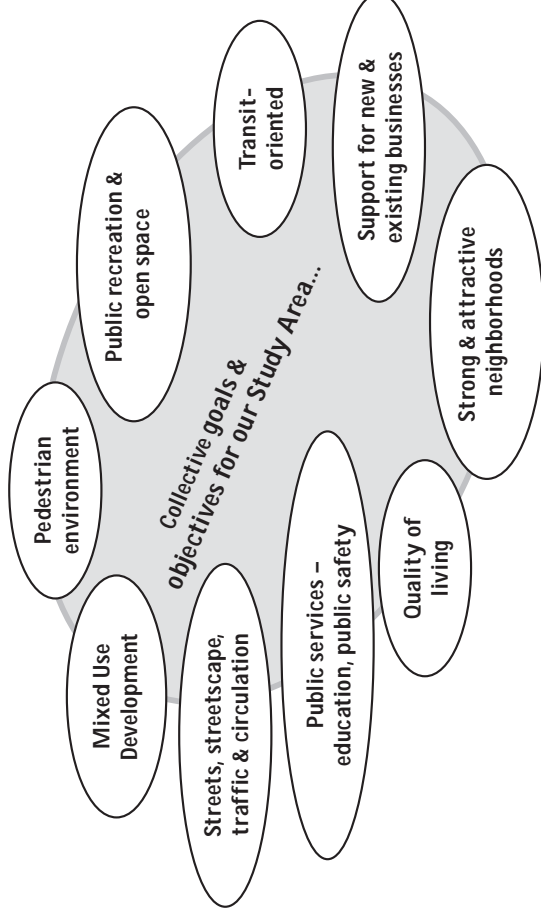 Pedestrian
environment
Public recreation &
open space
Transit-
oriented
Support for new &
existing businesses
Strong & attractive
neighborhoods
Quality of
living
Public services –
education, public safety
Streets, streetscape,
traffic & circulation
Mixed Use
Development
Collective goals &
objectives for our Study Area...